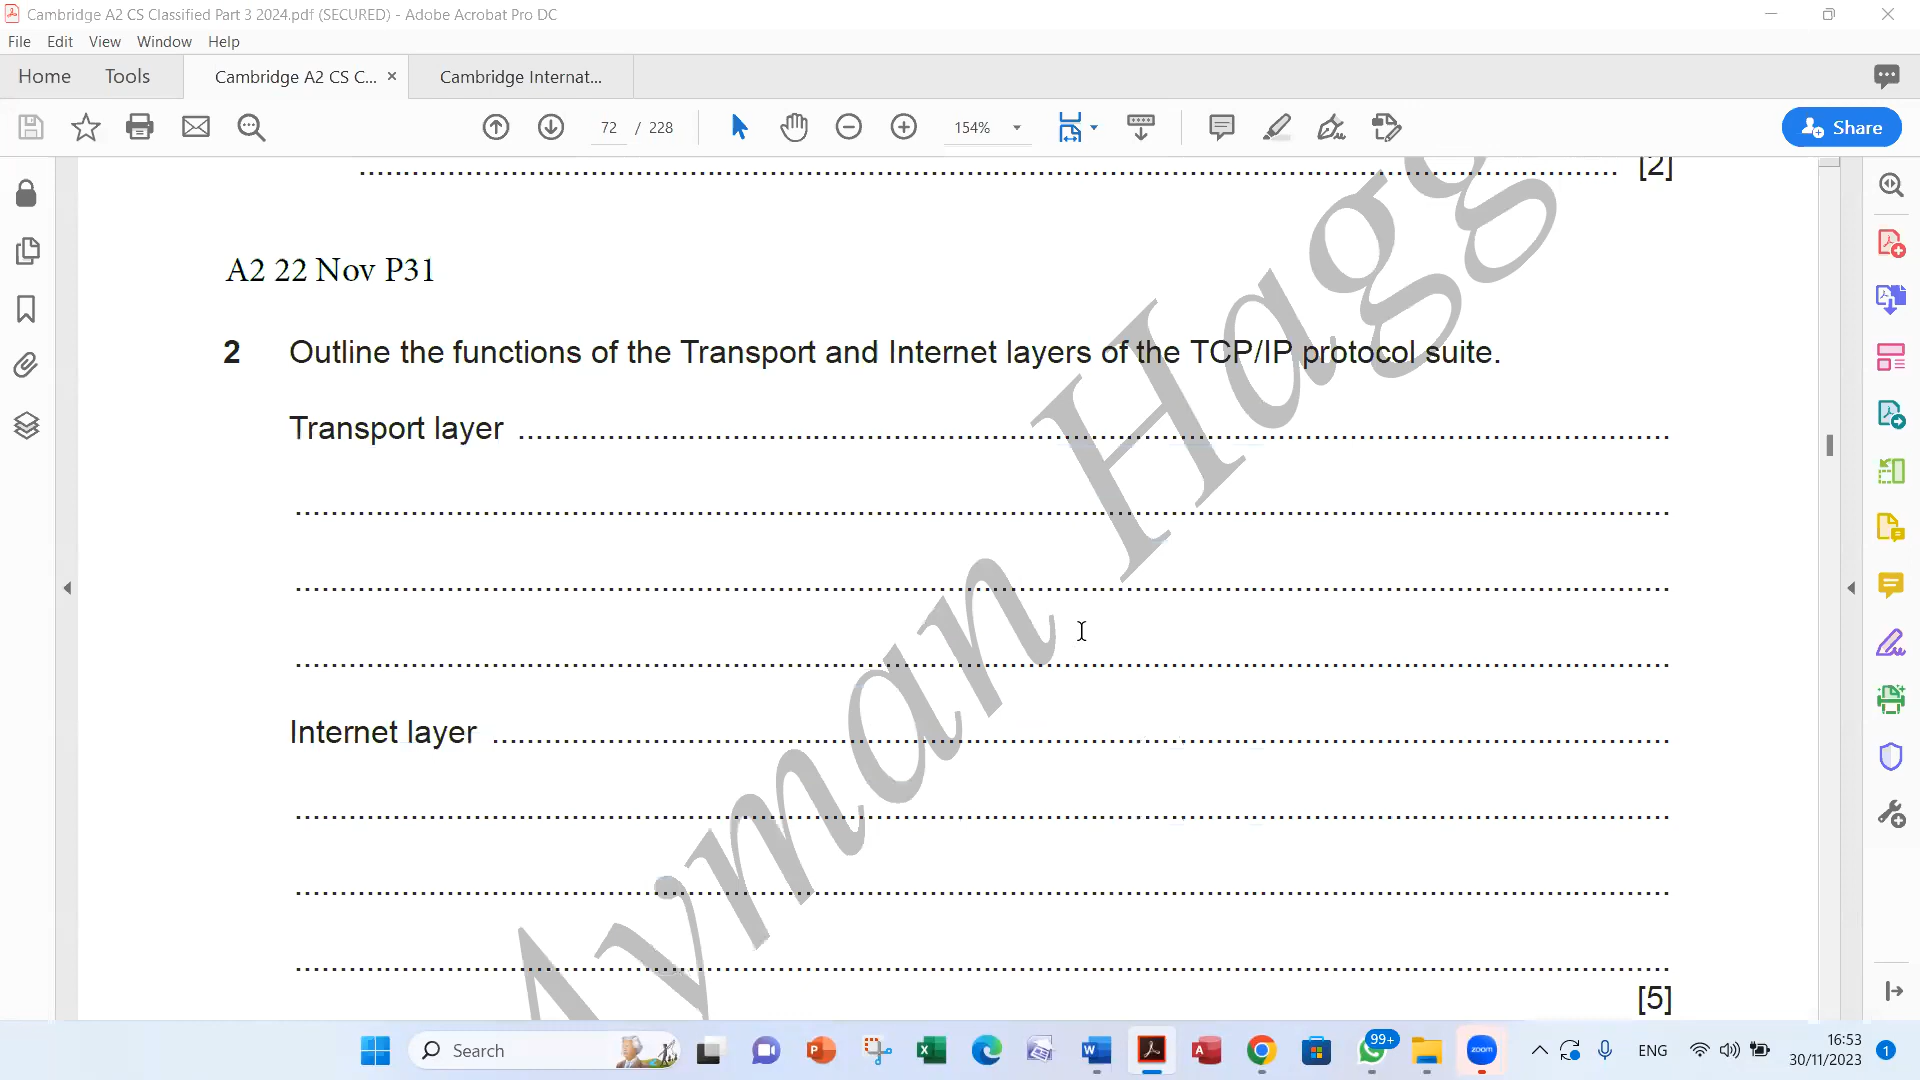 Cambridge A2 CS Classified Part 3 2024.pdf (SECURED) - Adobe Acrobat Pro DC
File Edit View Window Help
Home Tools Cambridge A2 CS C... × Cambridge Internat...
72 / 228 154% Share
[2]
A2 22 Nov P31
2 Outline the functions of the Transport and Internet layers of the TCP/IP protocol suite.
Transport layer
Internet layer
[5]
Ayman Hagg
Search 99+ zoom ENG 16:53
30/11/2023 1